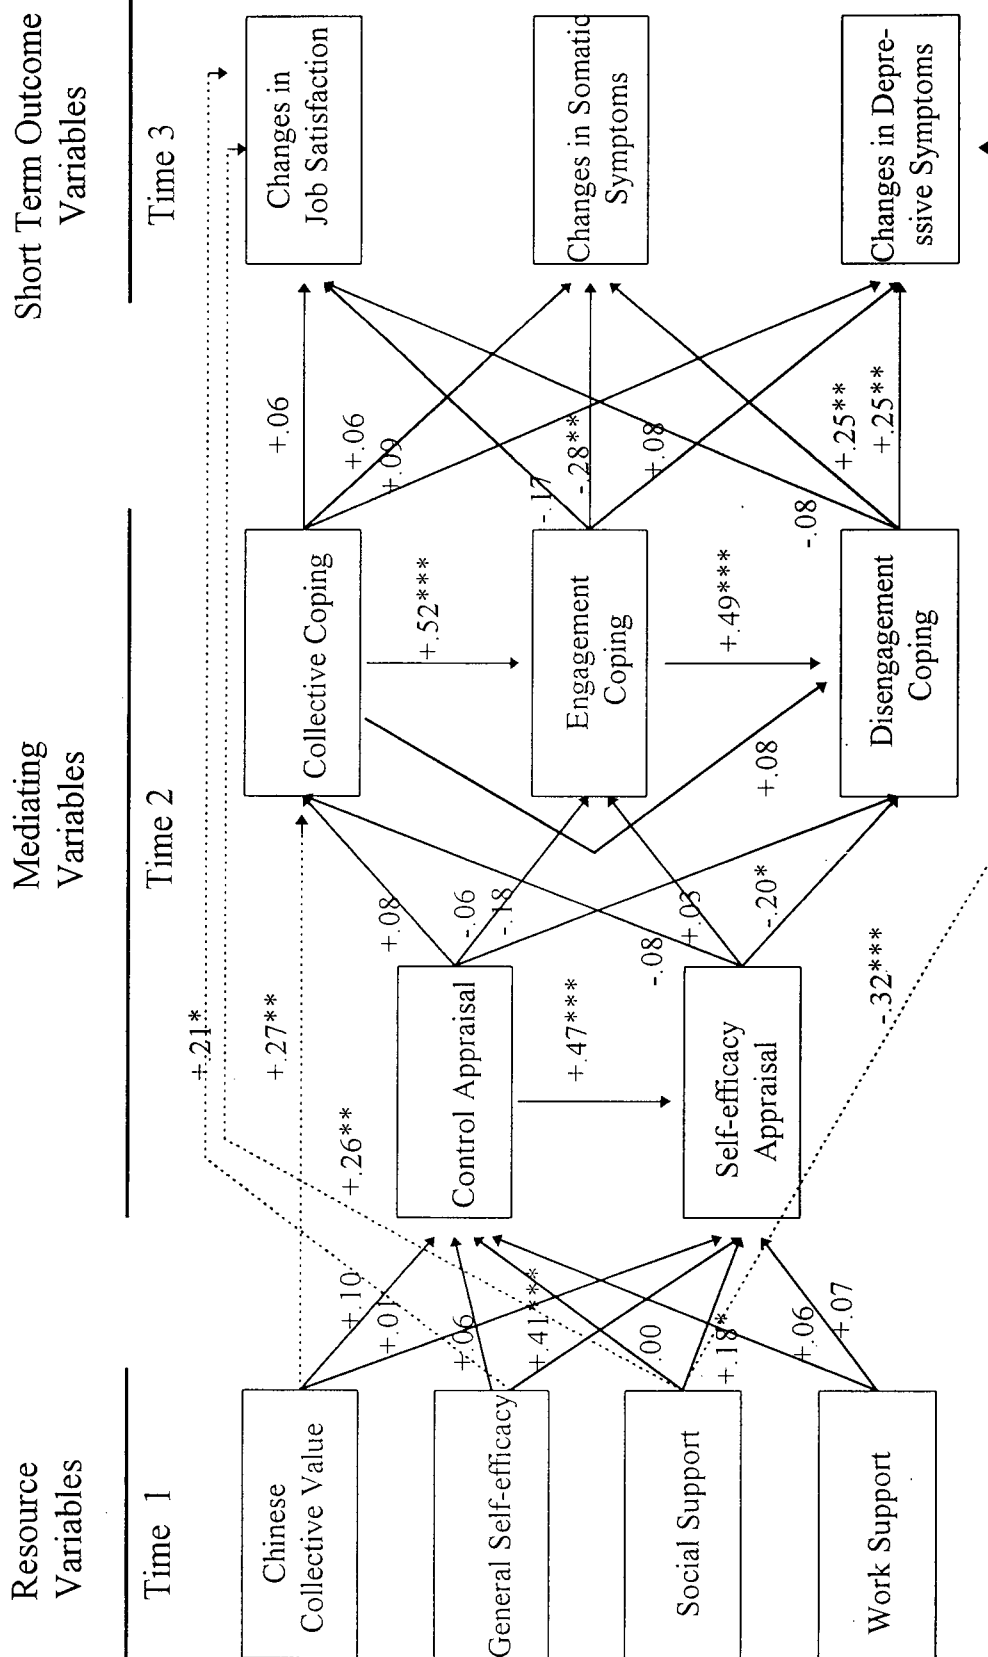 Resource
Variables
Mediating
Variables
Short Term Outcome
Variables
Time 1
Time 2
Time 3
Chinese
Collective Value
General Self-efficacy
Social Support
Work Support
+.10
+.01
+.06
+.41***
.00
+.18*
+.06
+.07
+.21*
+.27**
+.26**
-.32***
Control Appraisal
+.47***
Self-efficacy
Appraisal
+.08
-.06
-.18
-.08
+.03
-.20*
Collective Coping
+.52***
Engagement
Coping
+.49***
+.08
Disengagement
Coping
+.06
+.06
+.09
-.17
-.28**
+.08
-.08
+.25**
+.25**
Changes in
Job Satisfaction
Changes in Somatic
Symptoms
Changes in Depre-
ssive Symptoms